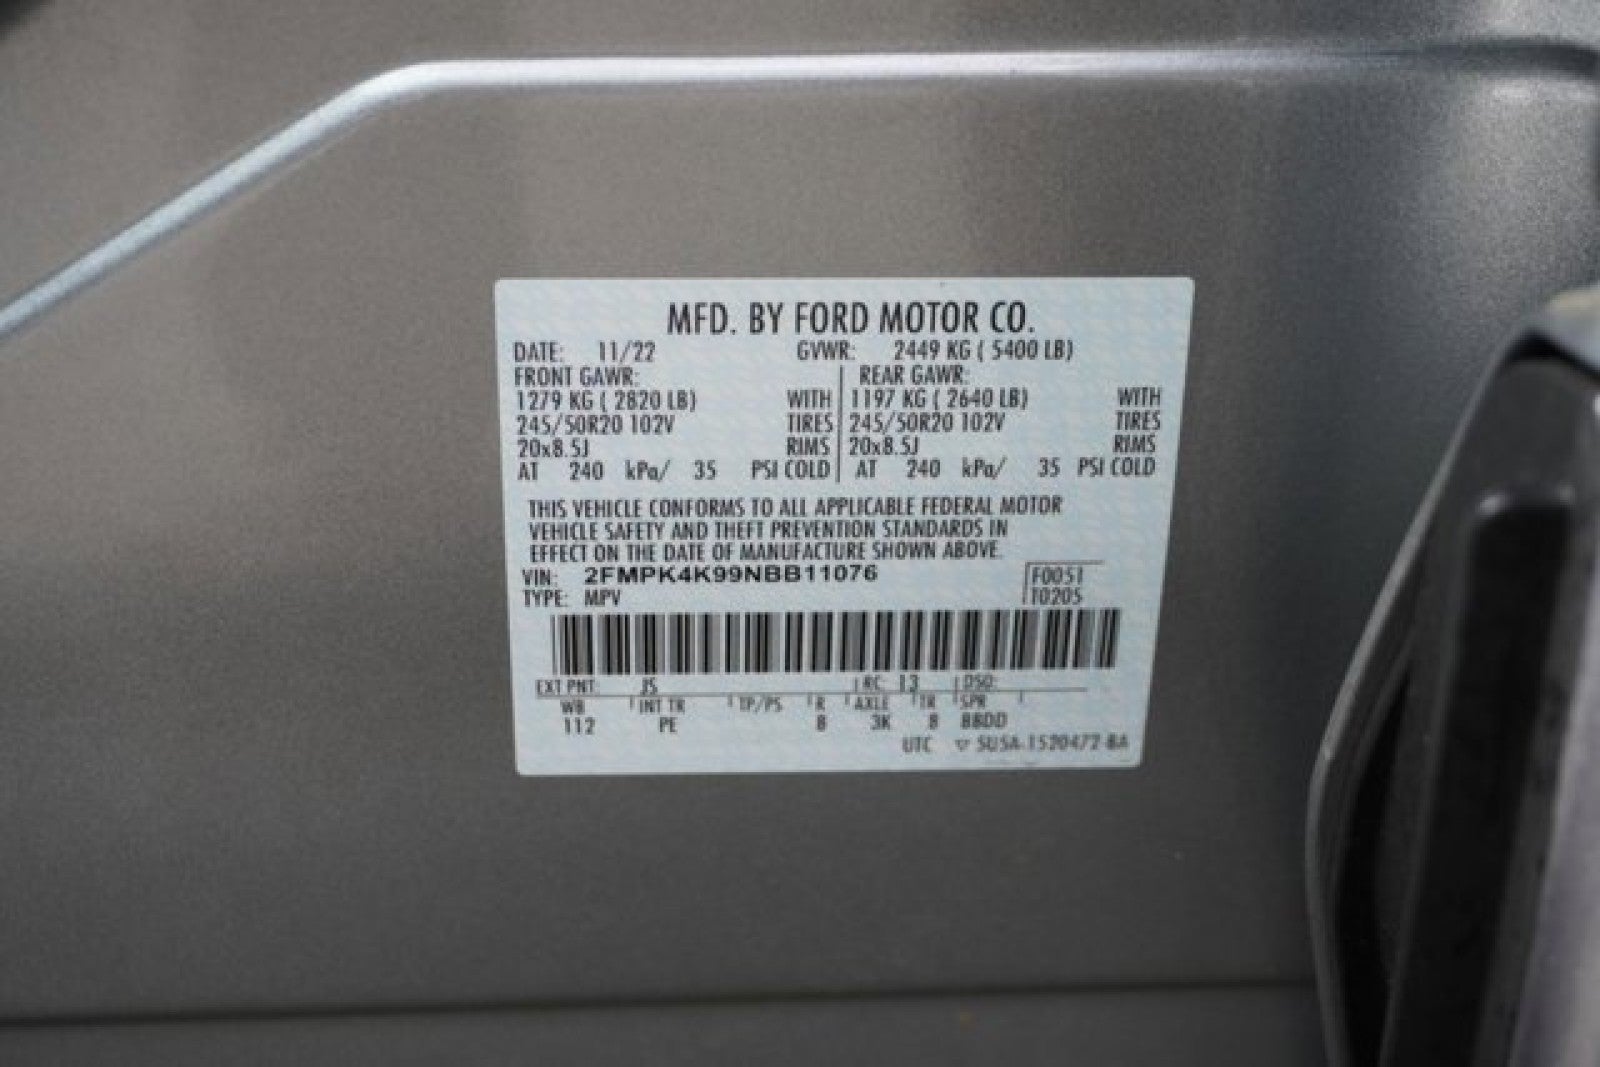 MFD. BY FORD MOTOR CO.
DATE: 11/22 GVWR: 2449 KG ( 5400 LB)
FRONT GAWR: REAR GAWR:
1279 KG ( 2820 LB) WITH 1197 KG ( 2640 LB) WITH
245/50R20 102V TIRES 245/50R20 102V TIRES
20x8.5J RIMS 20x8.5J RIMS
AT 240 kPa/ 35 PSI COLD AT 240 kPa/ 35 PSI COLD
THIS VEHICLE CONFORMS TO ALL APPLICABLE FEDERAL MOTOR
VEHICLE SAFETY AND THEFT PREVENTION STANDARDS IN
EFFECT ON THE DATE OF MANUFACTURE SHOWN ABOVE.
VIN: 2FMPK4K99NBB11076 F0051
TYPE: MPV T0205
EXT PNT: JS RC: 13 DSO:
WB INT TR TP/PS R AXLE TR SPR
112 PE 8 3K 8 BBDD
UTC ▽ SU5A-1520472-BA